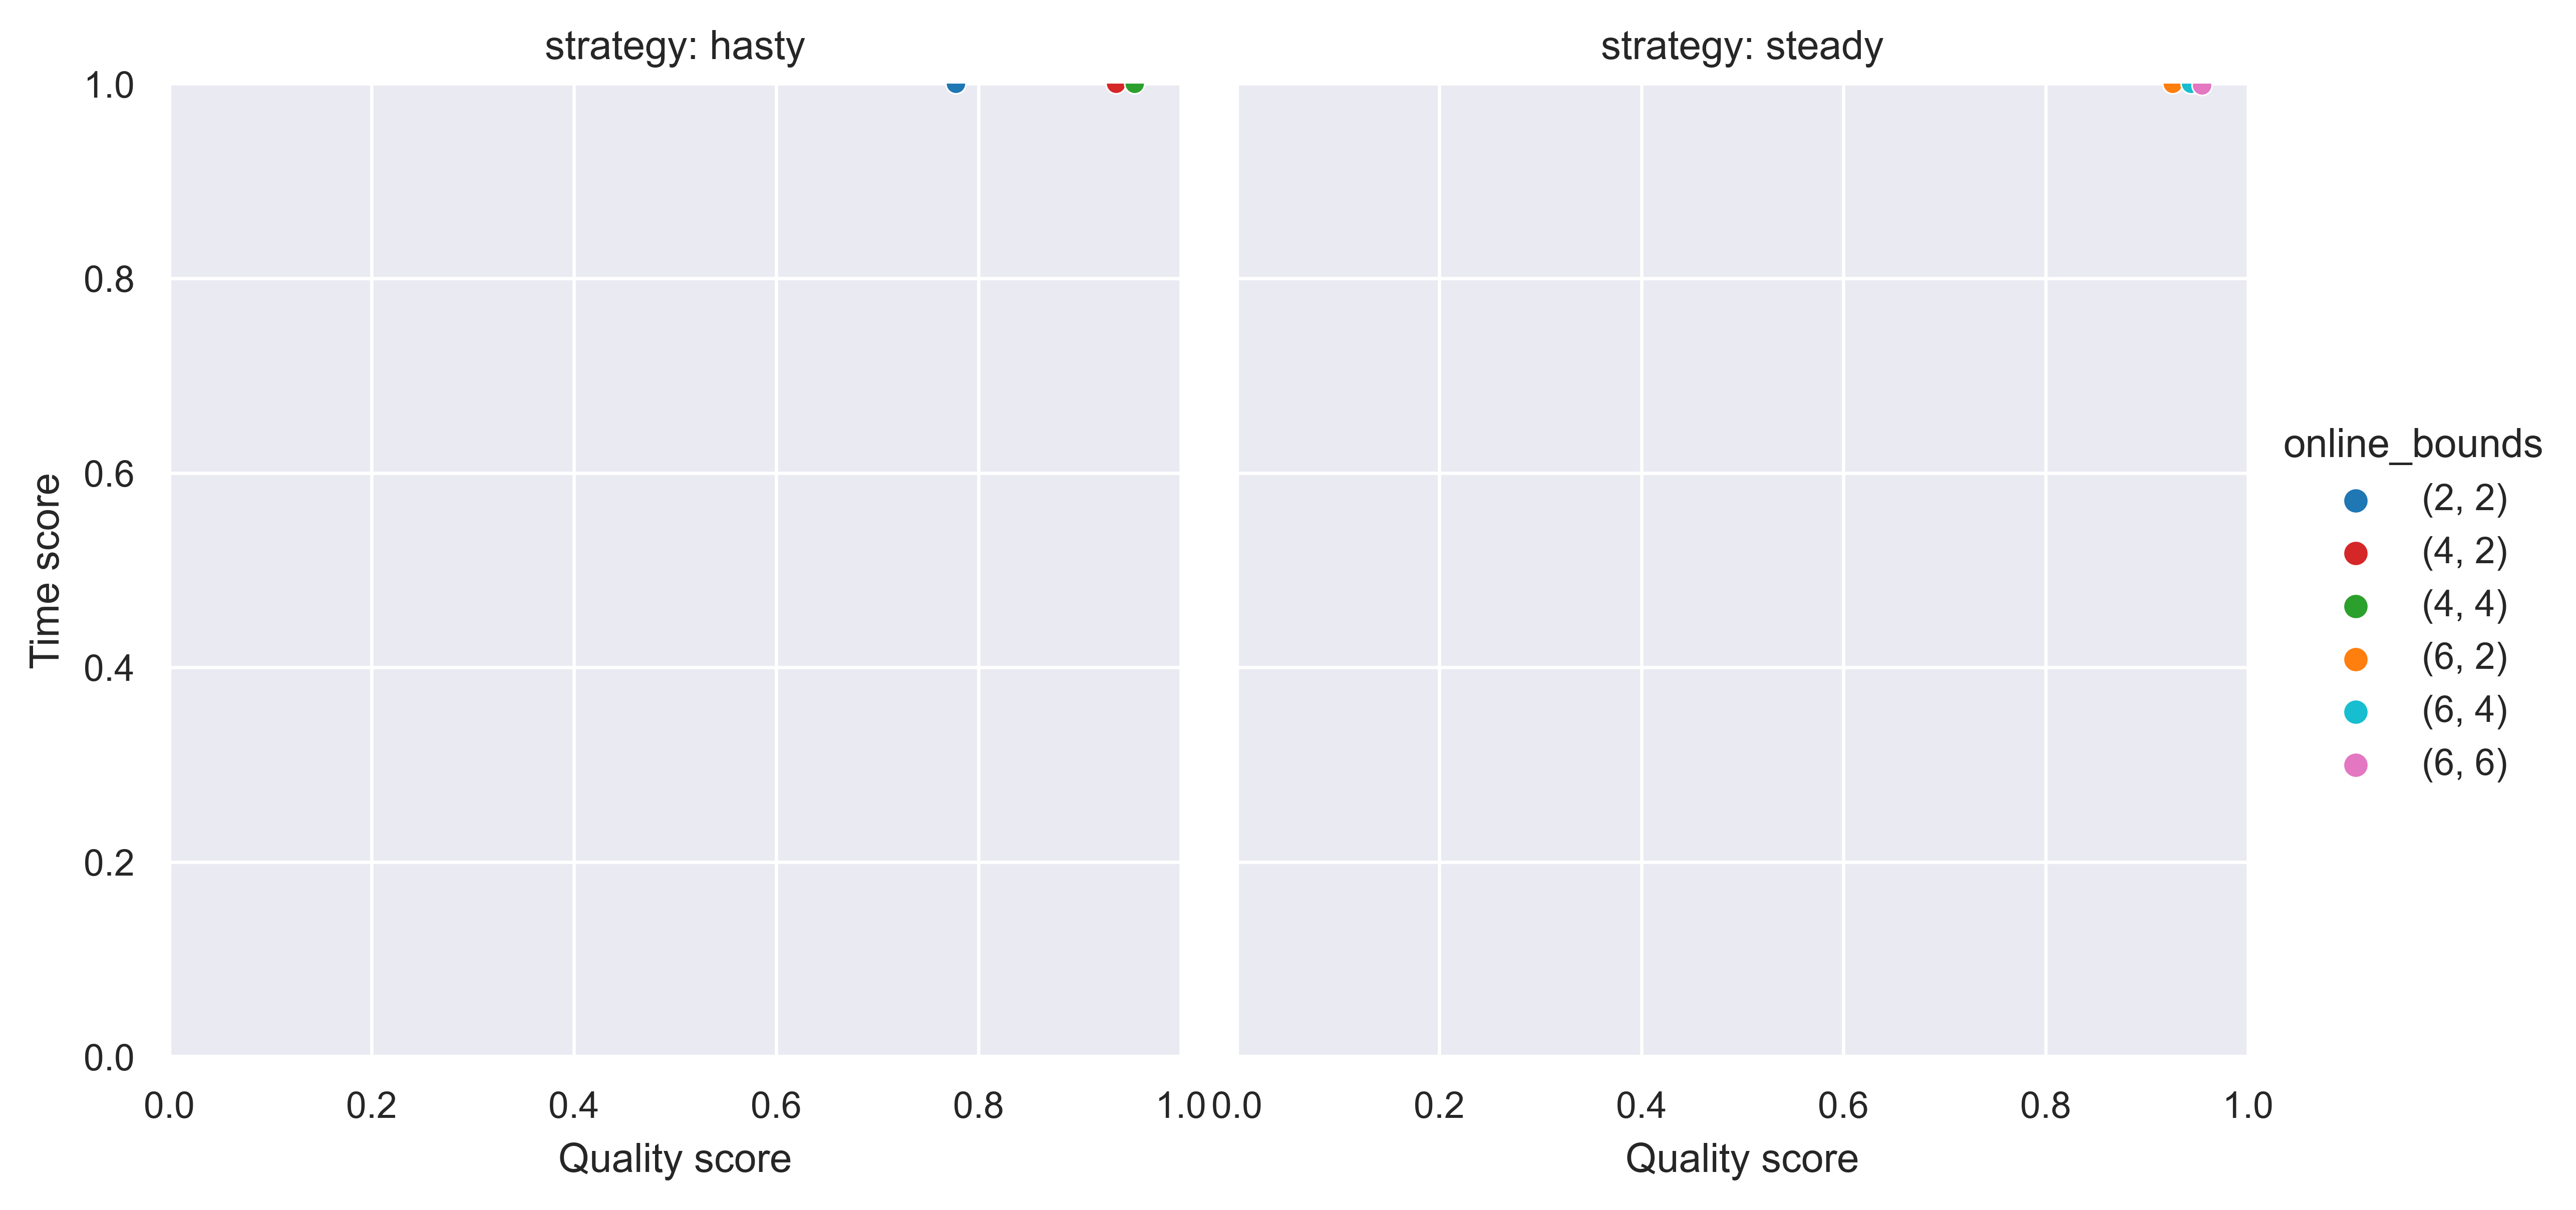 strategy: hasty
strategy: steady
1.0
0.8
0.6
0.4
0.2
0.0
Time score
0.0 0.2 0.4 0.6 0.8 1.0
0.0 0.2 0.4 0.6 0.8 1.0
Quality score
Quality score
online_bounds
(2, 2)
(4, 2)
(4, 4)
(6, 2)
(6, 4)
(6, 6)